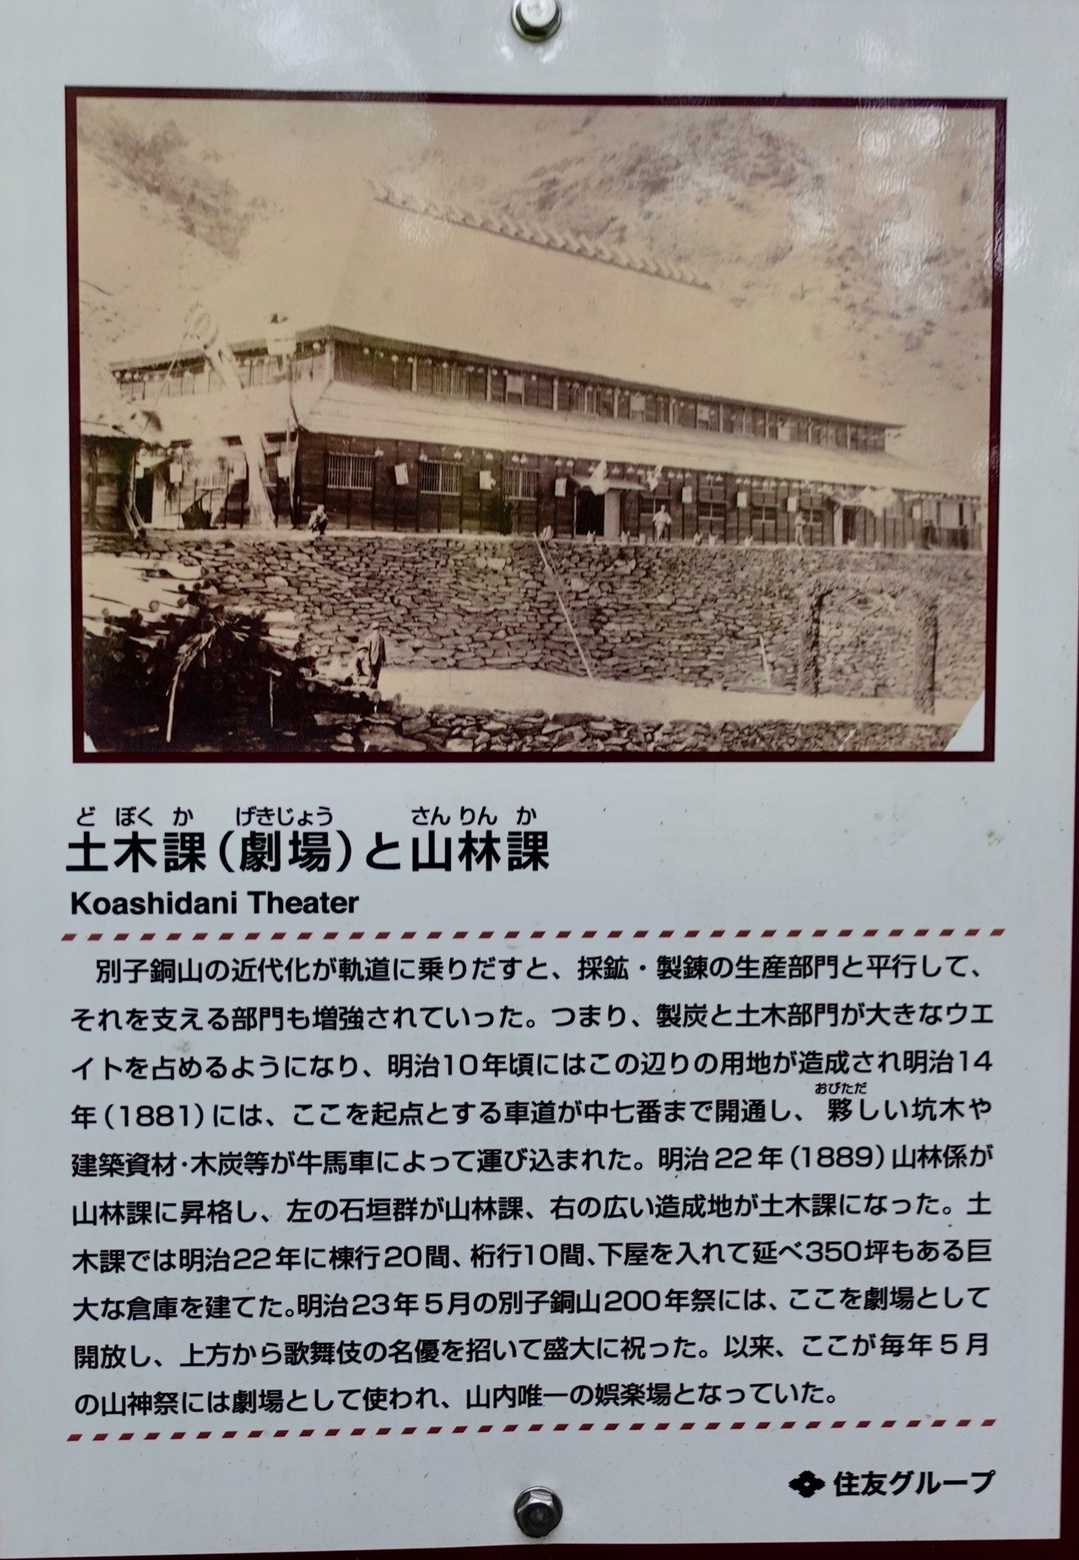 どぼくか げきじょう さんりんか
土木課(劇場)と山林課
Koashidani Theater
別子銅山の近代化が軌道に乗りだすと、採鉱・製錬の生産部門と平行して、
それを支える部門も増強されていった。つまり、製炭と土木部門が大きなウエ
イトを占めるようになり、明治10年頃にはこの辺りの用地が造成され明治14
おびただ
年(1881)には、ここを起点とする車道が中七番まで開通し、夥しい坑木や
建築資材・木炭等が牛馬車によって運び込まれた。明治22年(1889)山林係が
山林課に昇格し、左の石垣群が山林課、右の広い造成地が土木課になった。土
木課では明治22年に棟行20間、桁行10間、下屋を入れて延べ350坪もある巨
大な倉庫を建てた。明治23年5月の別子銅山200年祭には、ここを劇場として
開放し、上方から歌舞伎の名優を招いて盛大に祝った。以来、ここが毎年5月
の山神祭には劇場として使われ、山内唯一の娯楽場となっていた。
住友グループ